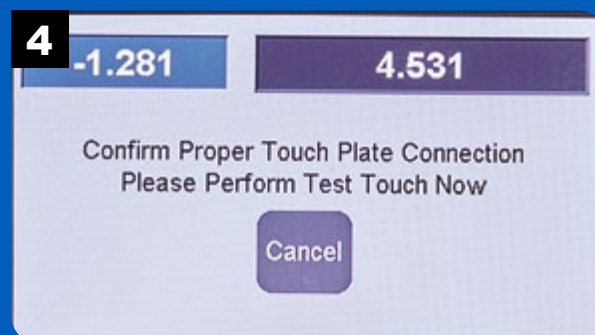 4
-1.281 4.531
Confirm Proper Touch Plate Connection
Please Perform Test Touch Now
Cancel